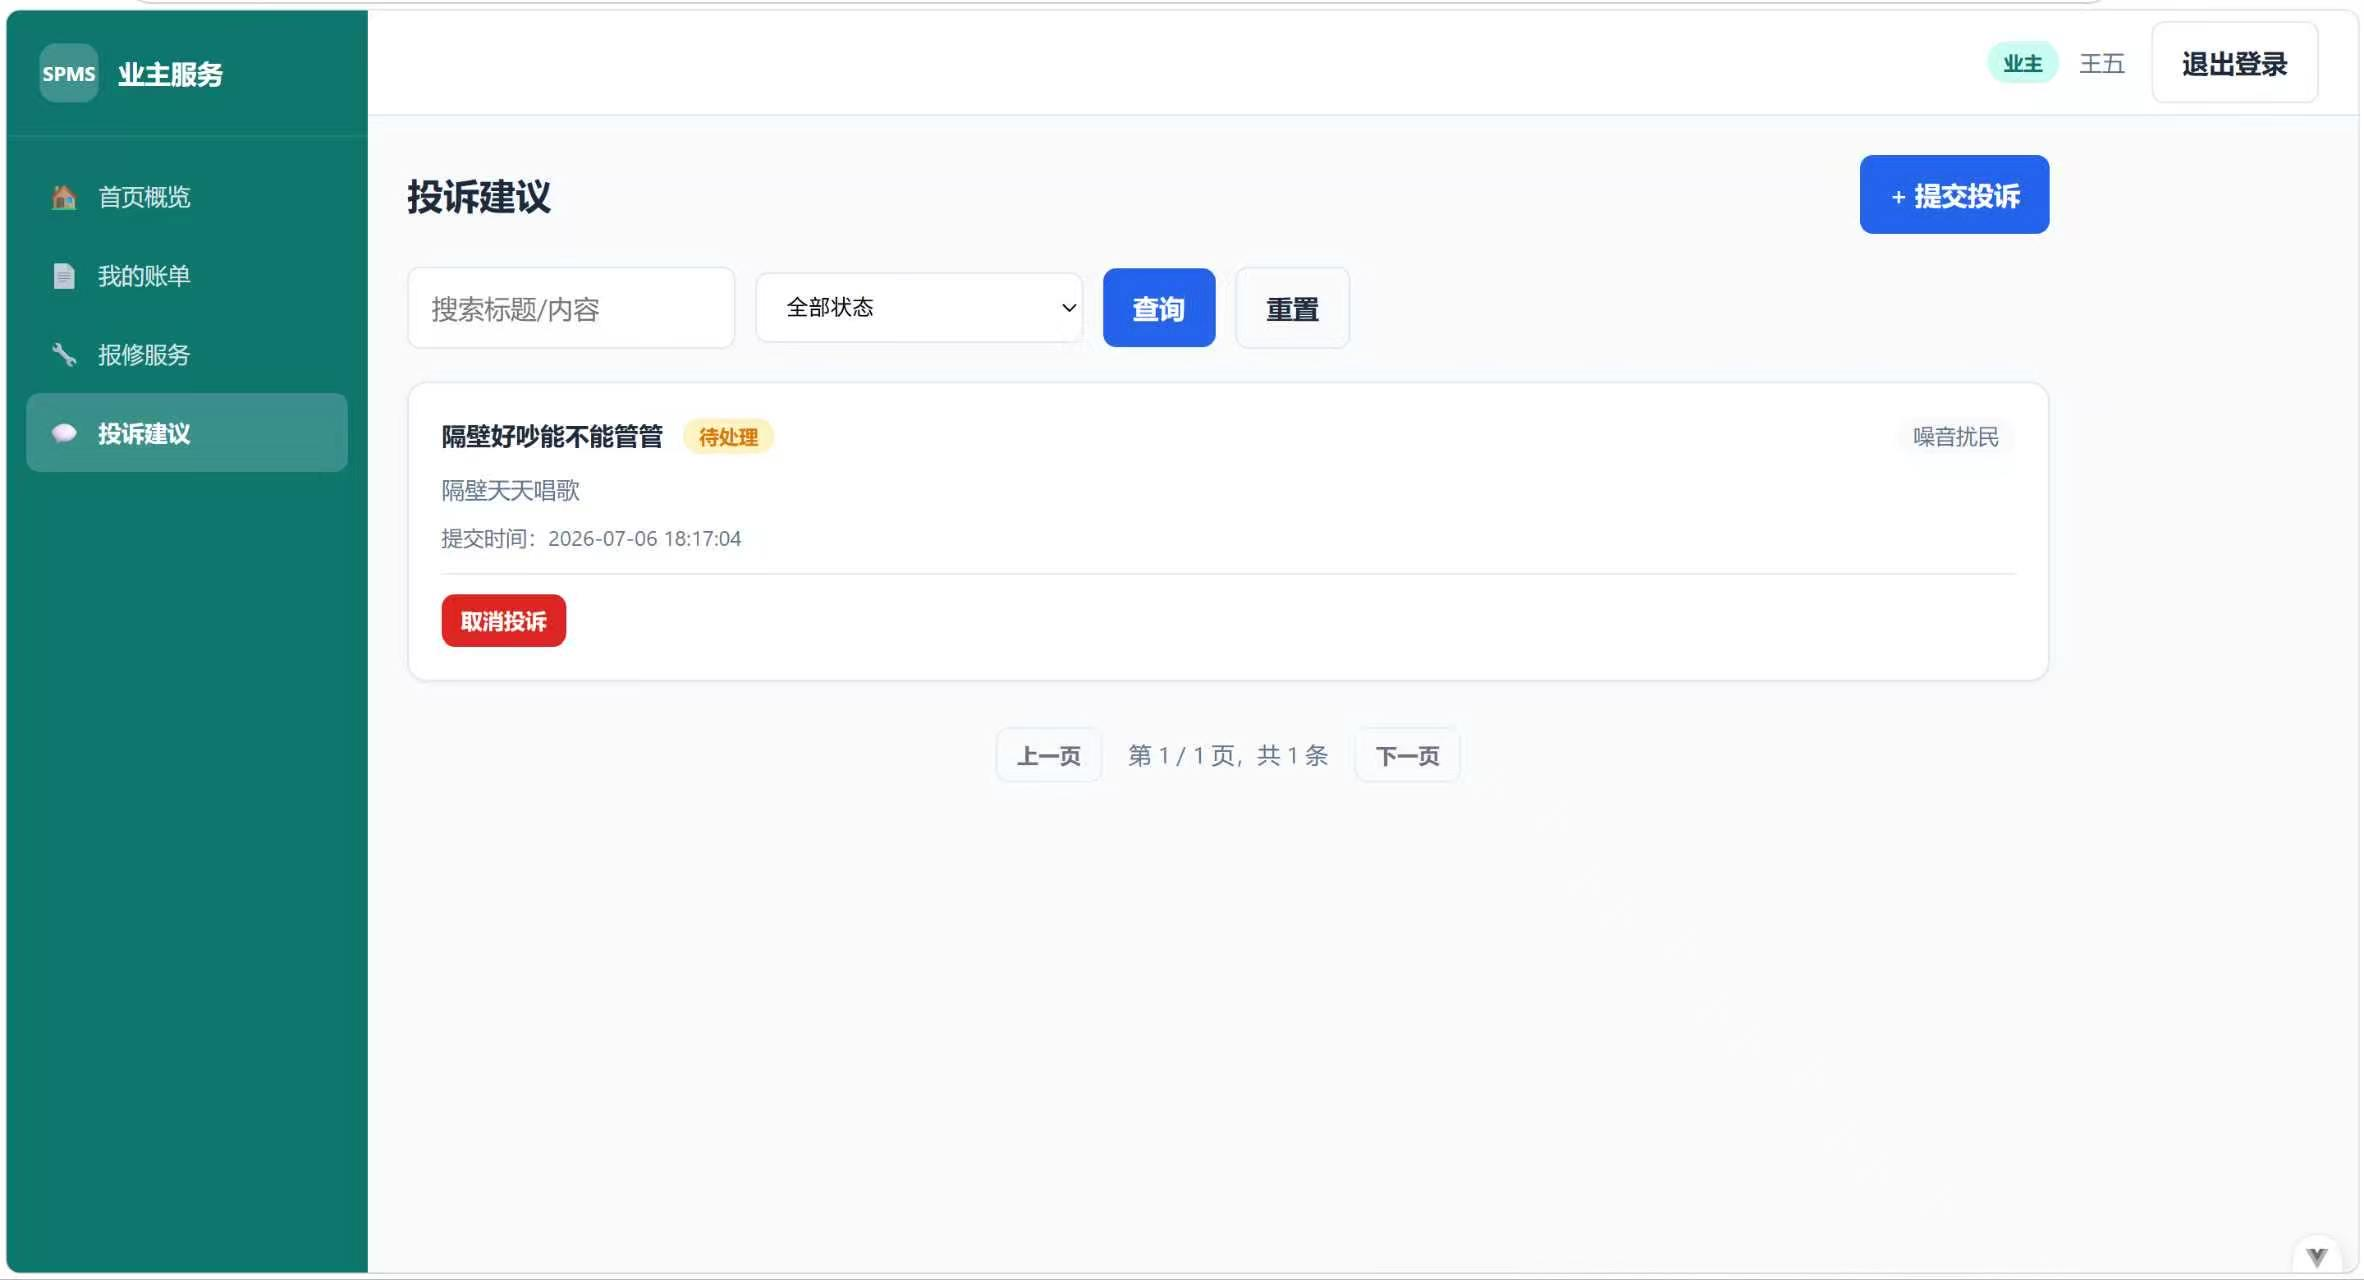 SPMS 业主服务
业主 王五 退出登录
首页概览
我的账单
报修服务
投诉建议
投诉建议
+ 提交投诉
搜索标题/内容 全部状态 查询 重置
隔壁好吵能不能管管 待处理 噪音扰民
隔壁天天唱歌
提交时间：2026-07-06 18:17:04
取消投诉
上一页 第 1 / 1 页，共 1 条 下一页